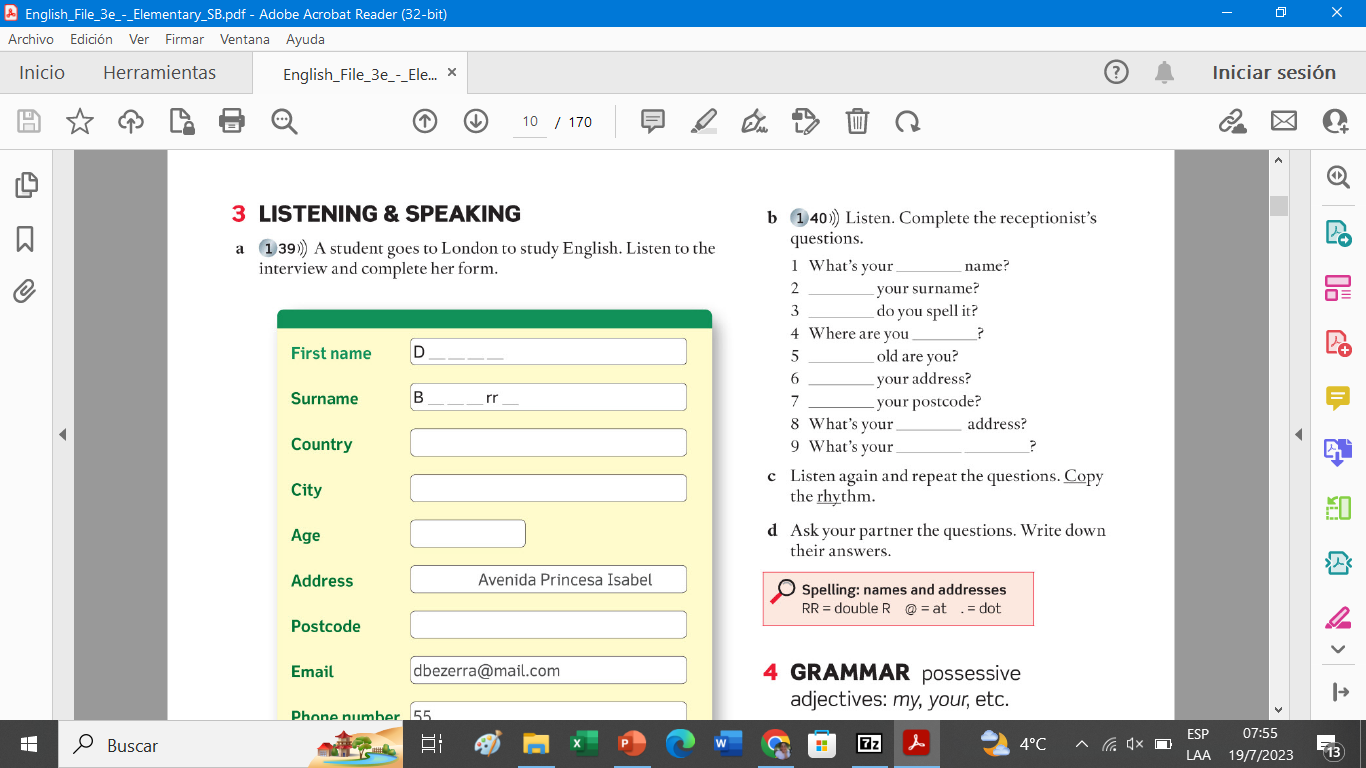 English_File_3e_-_Elementary_SB.pdf - Adobe Acrobat Reader (32-bit)
Archivo Edición Ver Firmar Ventana Ayuda
Inicio Herramientas English_File_3e_-_Ele... × Iniciar sesión
10 / 170
3 LISTENING & SPEAKING
a 1 39))) A student goes to London to study English. Listen to the
interview and complete her form.
First name D __ __ __ __
Surname B __ __ __ rr __
Country
City
Age
Address Avenida Princesa Isabel
Postcode
Email dbezerra@mail.com
Phone number 55
b 1 40))) Listen. Complete the receptionist's
questions.
1 What's your ________ name?
2 ________ your surname?
3 ________ do you spell it?
4 Where are you ________?
5 ________ old are you?
6 ________ your address?
7 ________ your postcode?
8 What's your ________ address?
9 What's your ________ ________?
c Listen again and repeat the questions. Copy
the rhythm.
d Ask your partner the questions. Write down
their answers.
Spelling: names and addresses
RR = double R @ = at . = dot
4 GRAMMAR possessive
adjectives: my, your, etc.
Buscar
4°C
ESP
LAA
07:55
19/7/2023
13